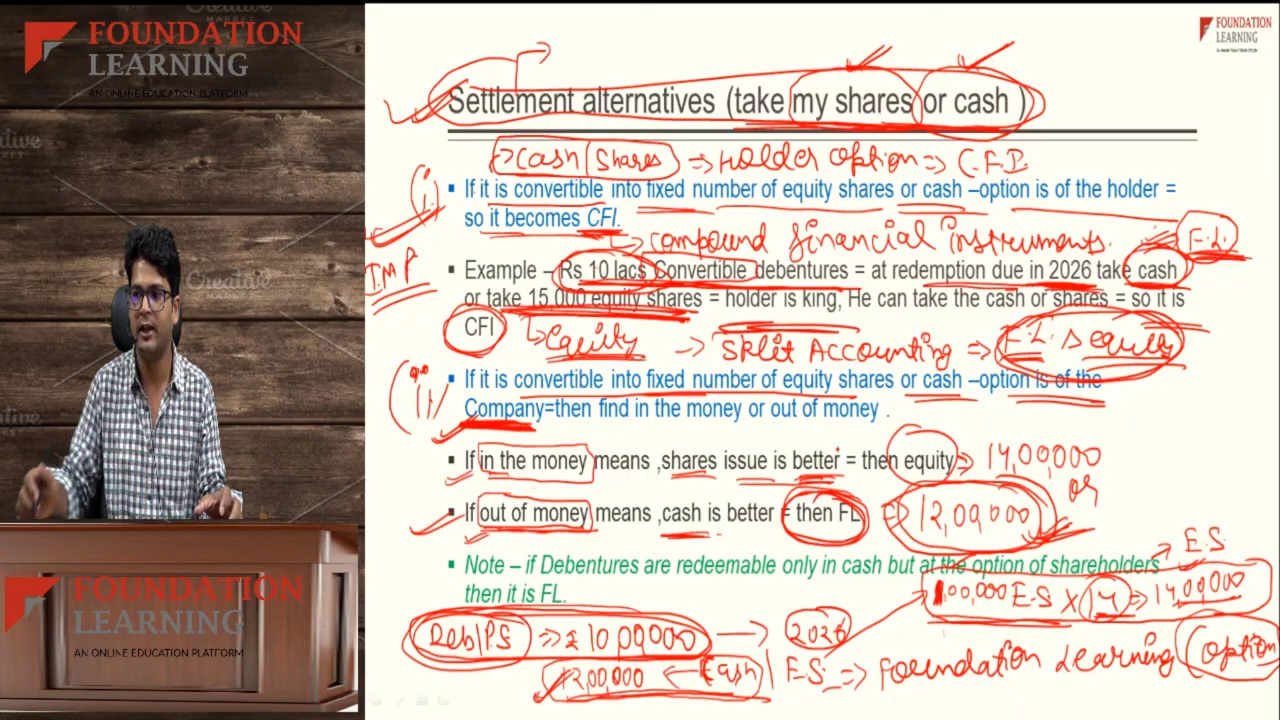 FOUNDATION
LEARNING
AN ONLINE EDUCATION PLATFORM
Creative
MARKET
FOUNDATION
LEARNING
AN ONLINE EDUCATION PLATFORM
Settlement alternatives (take my shares or cash )
Cash | Shares ⇒ Holder option ⇒ C.F.I.
(i)
▪ If it is convertible into fixed number of equity shares or cash –option is of the holder =
so it becomes CFI.
compound financial instruments.
F.L.
IMP
▪ Example – Rs 10 lacs Convertible debentures = at redemption due in 2026 take cash
or take 15,000 equity shares = holder is king, He can take the cash or shares = so it is
CFI
Equity → Split Accounting ⇒ F.L. & equity
▪ If it is convertible into fixed number of equity shares or cash –option is of the
Company=then find in the money or out of money .
▪ If in the money means ,shares issue is better = then equity ⇒ 14,00,000
or
▪ If out of money means ,cash is better = then FL ⇒ 12,00,000
→ E.S.
▪ Note – if Debentures are redeemable only in cash but at the option of shareholders
then it is FL.
1,00,000 E.S × 14 ⇒ 14,00,000
Deb/P.S ⇒ ₹ 10,00,000 → 2026
12,00,000 ← Cash | E.S. ⇒ Foundation Learning (option
FOUNDATION
LEARNING
AN ONLINE EDUCATION PLATFORM